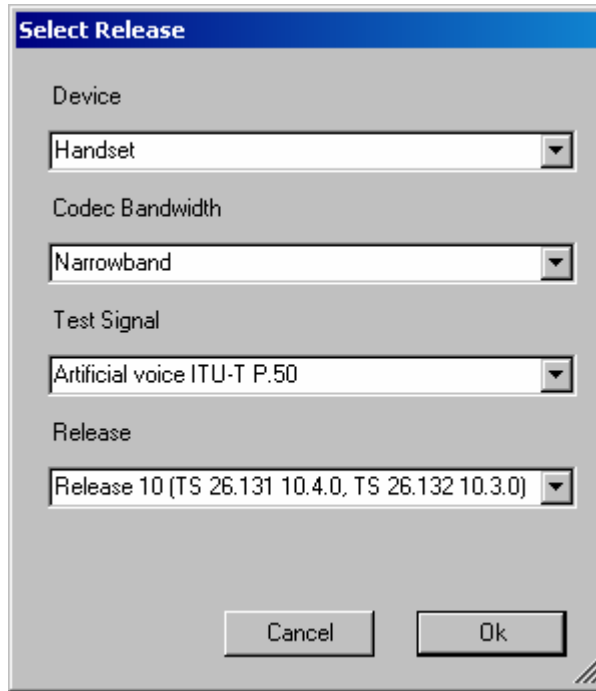 Select Release
Device
Handset
Codec Bandwidth
Narrowband
Test Signal
Artificial voice ITU-T P.50
Release
Release 10 (TS 26.131 10.4.0, TS 26.132 10.3.0)
Cancel Ok